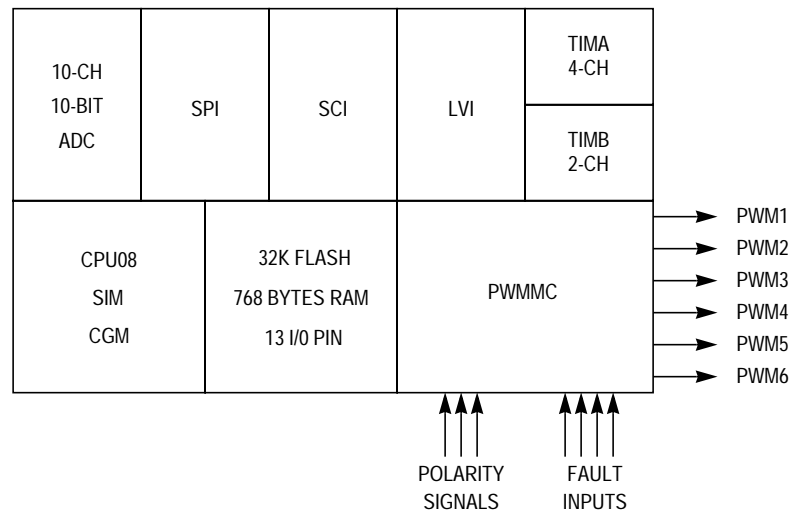 10-CH
10-BIT
ADC
SPI
SCI
LVI
TIMA
4-CH
TIMB
2-CH
CPU08
SIM
CGM
32K FLASH
768 BYTES RAM
13 I/0 PIN
PWMMC
PWM1
PWM2
PWM3
PWM4
PWM5
PWM6
POLARITY
SIGNALS
FAULT
INPUTS